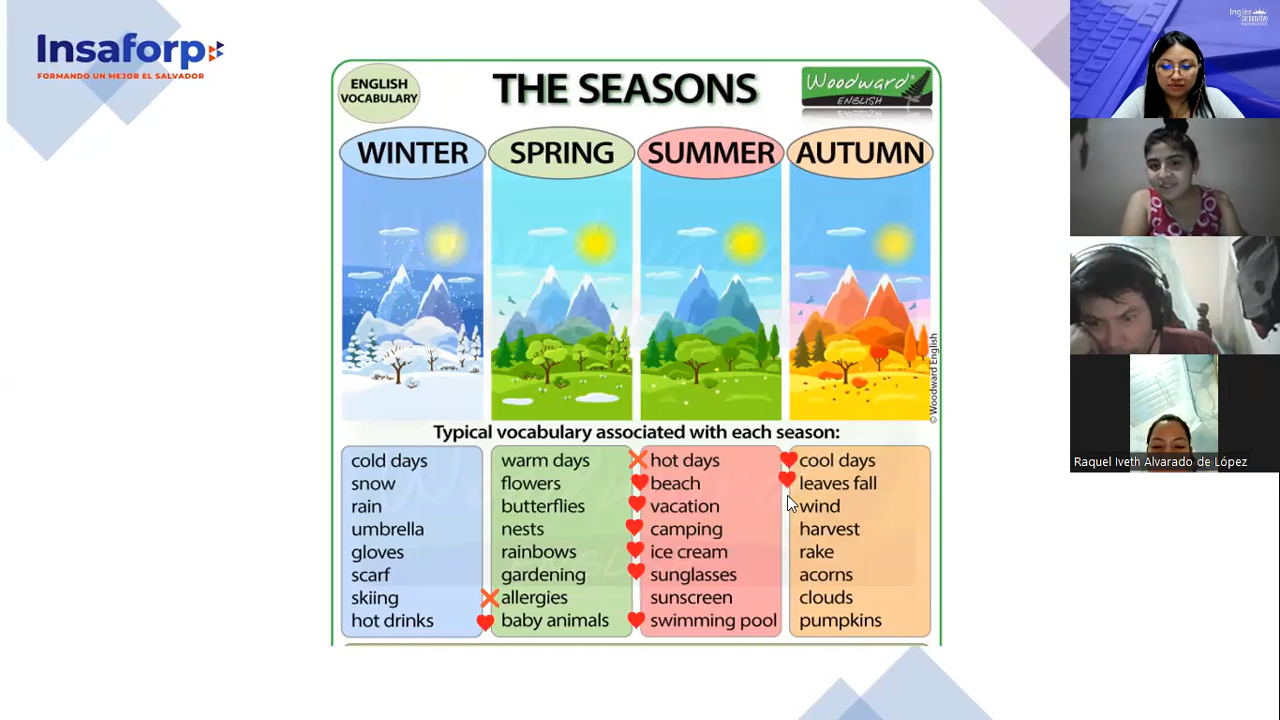 Insaforp
FORMANDO UN MEJOR EL SALVADOR
ENGLISH
VOCABULARY
THE SEASONS
Woodward®
ENGLISH
WINTER
SPRING
SUMMER
AUTUMN
© Woodward English
Typical vocabulary associated with each season:
cold days
snow
rain
umbrella
gloves
scarf
skiing
hot drinks
warm days
flowers
butterflies
nests
rainbows
gardening
allergies
baby animals
hot days
beach
vacation
camping
ice cream
sunglasses
sunscreen
swimming pool
cool days
leaves fall
wind
harvest
rake
acorns
clouds
pumpkins
Raquel Iveth Alvarado de López